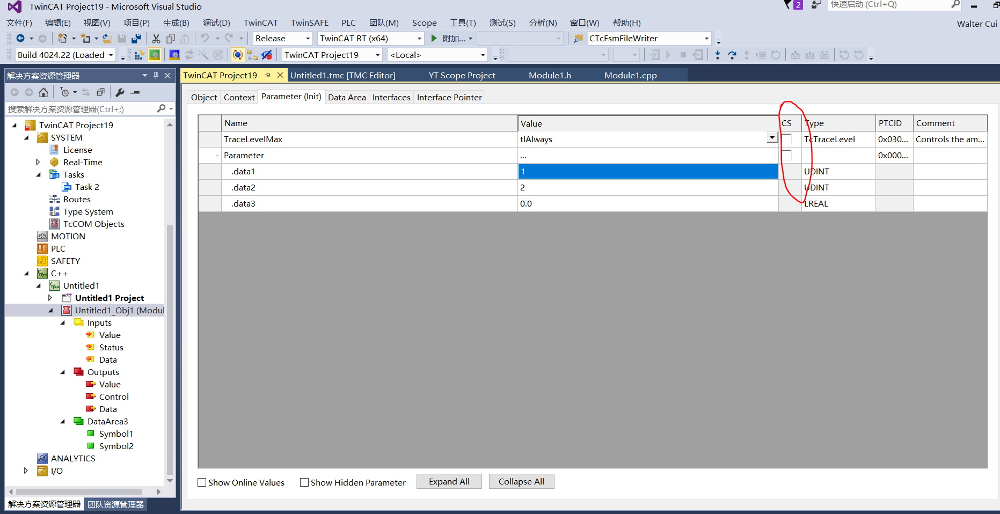 TwinCAT Project19 - Microsoft Visual Studio
2
快速启动 (Ctrl+Q)
文件(F) 编辑(E) 视图(V) 项目(P) 生成(B) 调试(D) TwinCAT TwinSAFE PLC 团队(M) Scope 工具(T) 测试(S) 分析(N) 窗口(W) 帮助(H)
Walter Cui
Release TwinCAT RT (x64) 附加... CTcFsmFileWriter
Build 4024.22 (Loaded) TwinCAT Project19 <Local>
解决方案资源管理器
搜索解决方案资源管理器(Ctrl+;)
TwinCAT Project19
SYSTEM
License
Real-Time
Tasks
Task 2
Routes
Type System
TcCOM Objects
MOTION
PLC
SAFETY
C++
Untitled1
Untitled1 Project
Untitled1_Obj1 (Modul
Inputs
Value
Status
Data
Outputs
Value
Control
Data
DataArea3
Symbol1
Symbol2
ANALYTICS
I/O
解决方案资源管理器 团队资源管理器
TwinCAT Project19 Untitled1.tmc [TMC Editor] YT Scope Project Module1.h Module1.cpp
Object Context Parameter (Init) Data Area Interfaces Interface Pointer
Name Value CS Type PTCID Comment
TraceLevelMax tlAlways TcTraceLevel 0x030... Controls the am...
- Parameter ... 0x000...
.data1 1 UDINT
.data2 2 UDINT
.data3 0.0 LREAL
Show Online Values Show Hidden Parameter Expand All Collapse All